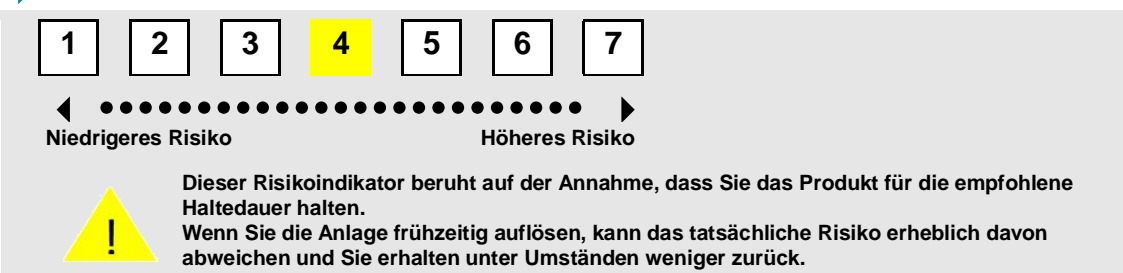 1 2 3 4 5 6 7
Niedrigeres Risiko Höheres Risiko
Dieser Risikoindikator beruht auf der Annahme, dass Sie das Produkt für die empfohlene
Haltedauer halten.
Wenn Sie die Anlage frühzeitig auflösen, kann das tatsächliche Risiko erheblich davon
abweichen und Sie erhalten unter Umständen weniger zurück.
!